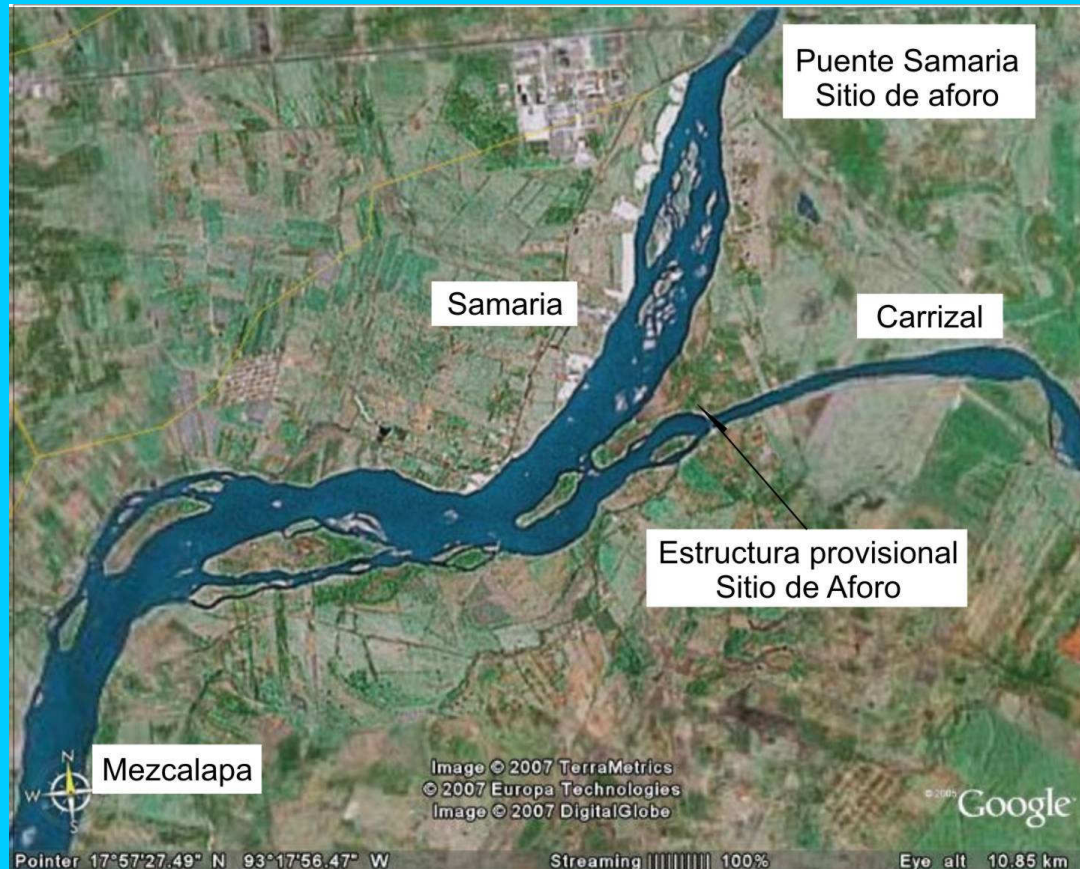 Puente Samaria
Sitio de aforo
Samaria
Carrizal
Estructura provisional
Sitio de Aforo
Mezcalapa
N
W
S
Image © 2007 TerraMetrics
© 2007 Europa Technologies
Image © 2007 DigitalGlobe
© 2005 Google
Pointer 17°57'27.49" N 93°17'56.47" W Streaming ||||||||| 100% Eye alt 10.85 km